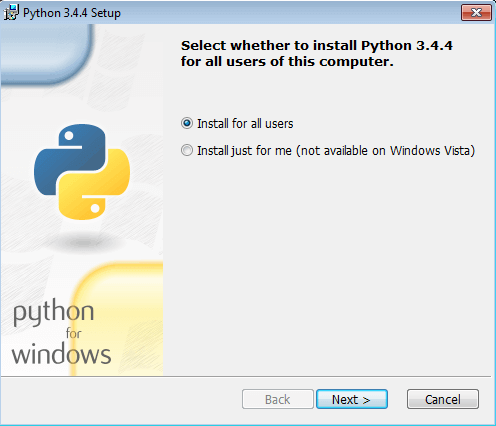 Python 3.4.4 Setup
Select whether to install Python 3.4.4
for all users of this computer.
Install for all users
Install just for me (not available on Windows Vista)
python
for
windows
Back
Next >
Cancel